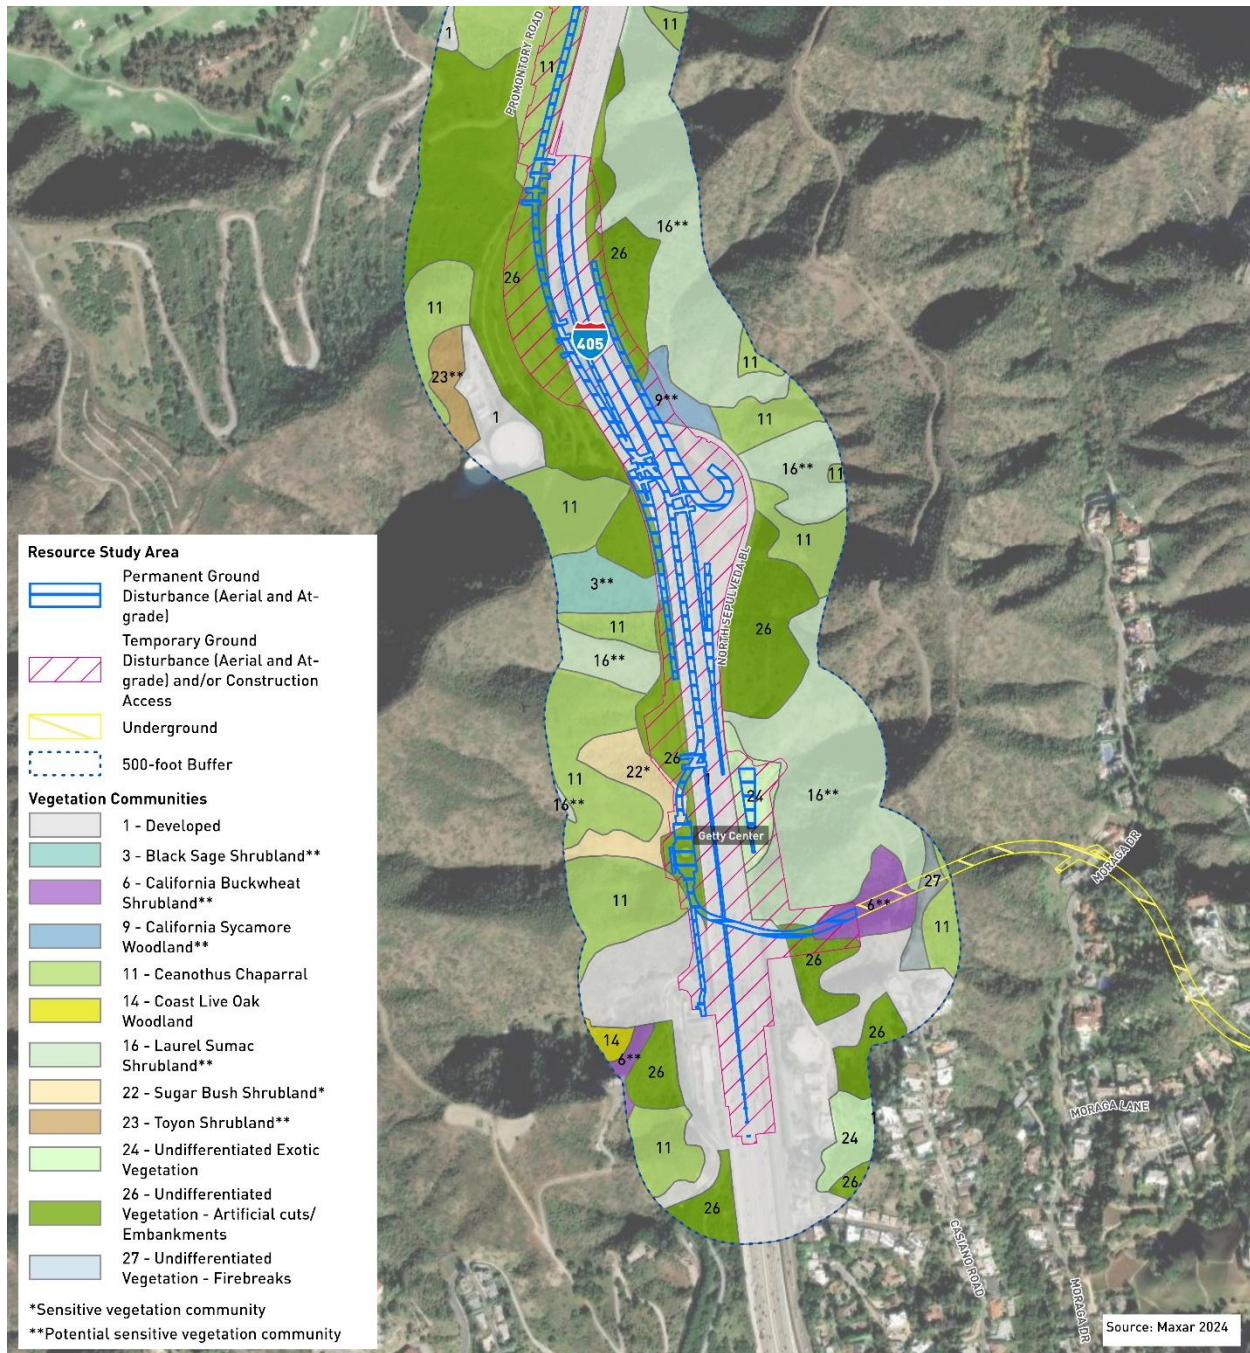 1
11
11
PROMONTORY ROAD
16**
26
26
11
405
11
23**
9**
11
1
16**
11
11
11
3**
NORTH SEPULVEDA BL
26
11
16**
26
22*
11
1
24
16**
16**
Getty Center
MORAGA DR
27
11
6**
11
26
14
6**
26
26
MORAGA LANE
1
24
11
26
26
CASIANO ROAD
MORAGA DR
Resource Study Area
Permanent Ground
Disturbance (Aerial and At-
grade)
Temporary Ground
Disturbance (Aerial and At-
grade) and/or Construction
Access
Underground
500-foot Buffer
Vegetation Communities
1 - Developed
3 - Black Sage Shrubland**
6 - California Buckwheat
Shrubland**
9 - California Sycamore
Woodland**
11 - Ceanothus Chaparral
14 - Coast Live Oak
Woodland
16 - Laurel Sumac
Shrubland**
22 - Sugar Bush Shrubland*
23 - Toyon Shrubland**
24 - Undifferentiated Exotic
Vegetation
26 - Undifferentiated
Vegetation - Artificial cuts/
Embankments
27 - Undifferentiated
Vegetation - Firebreaks
*Sensitive vegetation community
**Potential sensitive vegetation community
Source: Maxar 2024